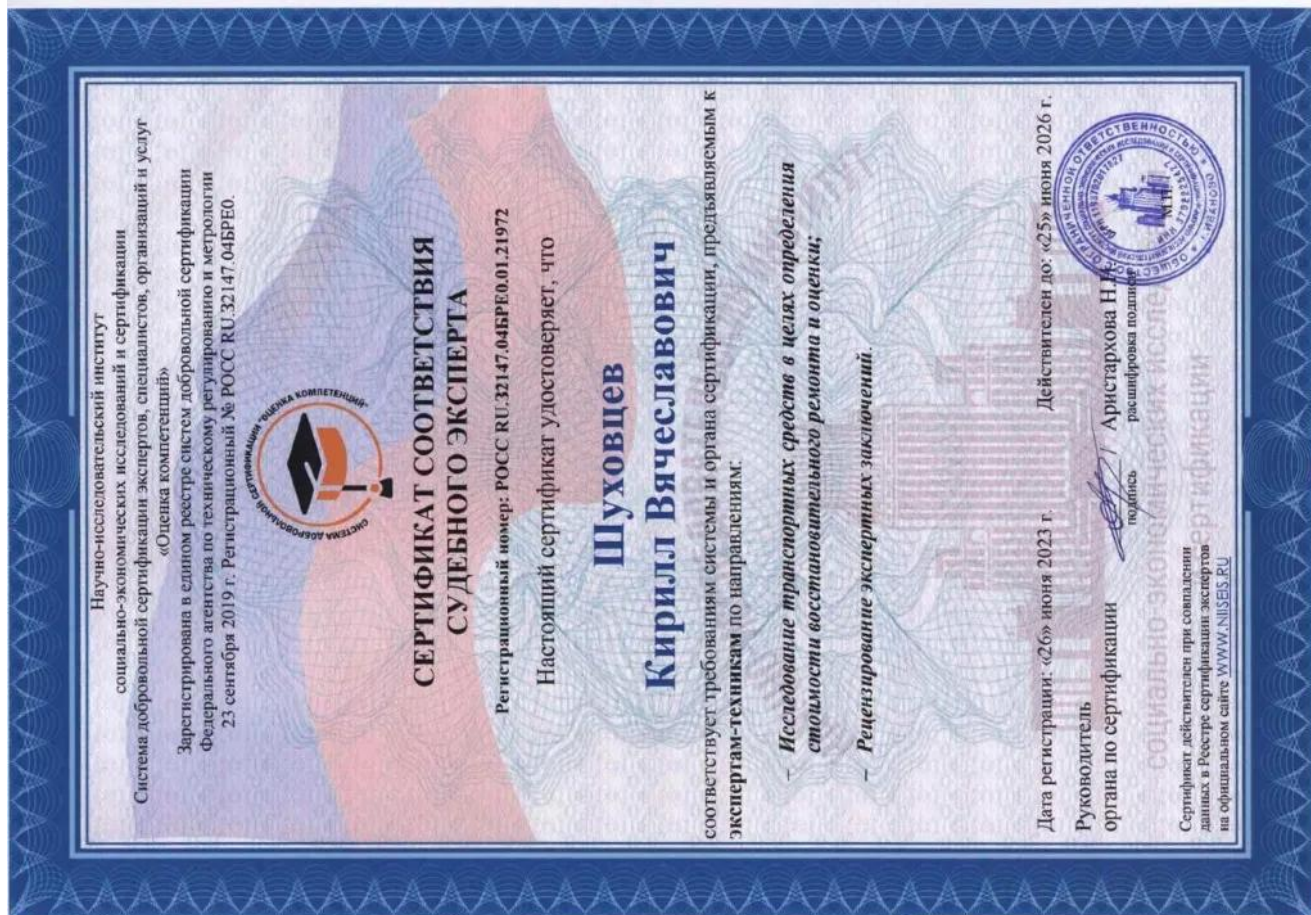 Научно-исследовательский институт
социально-экономических исследований и сертификации
Система добровольной сертификации экспертов, специалистов, организаций и услуг
«Оценка компетенций»
Зарегистрирована в едином реестре систем добровольной сертификации
Федерального агентства по техническому регулированию и метрологии
23 сентября 2019 г. Регистрационный № РОСС RU.32147.04БРЕ0.
СИСТЕМА ДОБРОВОЛЬНОЙ СЕРТИФИКАЦИИ "ОЦЕНКА КОМПЕТЕНЦИЙ"
СЕРТИФИКАТ СООТВЕТСТВИЯ
СУДЕБНОГО ЭКСПЕРТА
Регистрационный номер: РОСС RU.32147.04БРЕ0.01.21972
Настоящий сертификат удостоверяет, что
Шуховцев
Кирилл Вячеславович
соответствует требованиям системы и органа сертификации, предъявляемым к
экспертам-техникам по направлениям:
– Исследование транспортных средств в целях определения
стоимости восстановительного ремонта и оценки;
– Рецензирование экспертных заключений.
Дата регистрации: «26» июня 2023 г. Действителен до: «25» июня 2026 г.
Руководитель
органа по сертификации Аристархова Н.
подпись расшифровка подписи
М.П.
Сертификат действителен при совпадении
данных в Реестре сертификации экспертов
на официальном сайте WWW.NIISEIS.RU